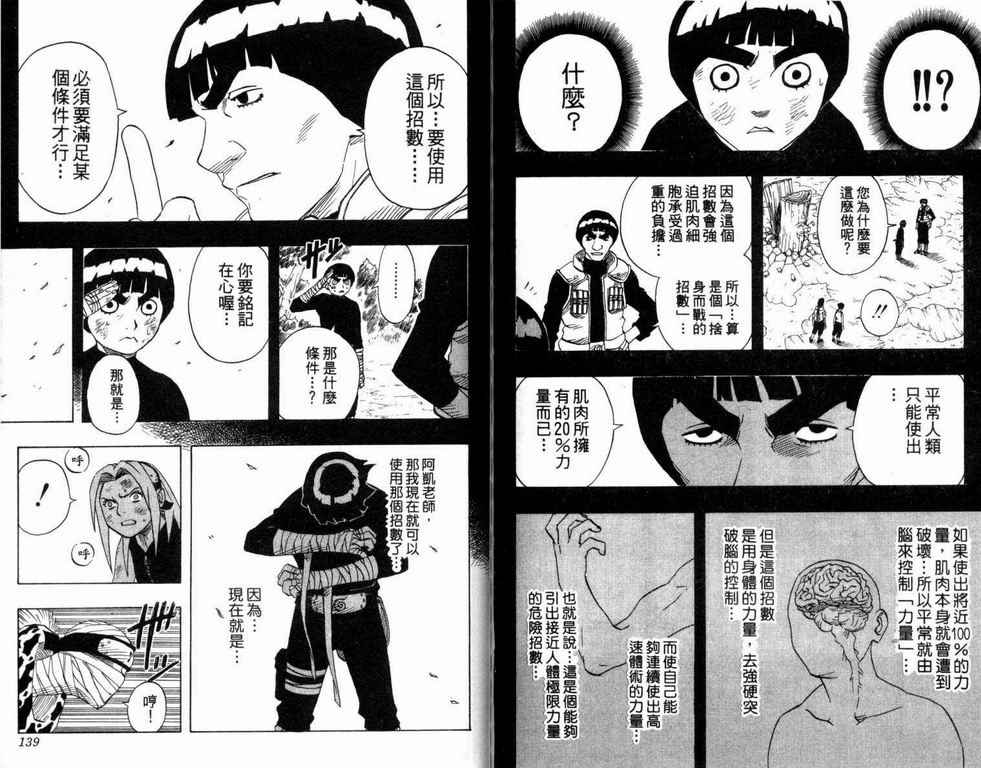 !!?
什麼？
您為什麼要
這麼做呢？
!!
因為這個
招數會強
迫肌肉細
胞承受過
重的負擔…
所以…算
是個「捨
身而戰的
招數」…
平常人類
只能使出
…
肌肉所擁
有的20%力
量而已…
如果使出將近100%的力
量，肌肉本身就會遭到
破壞…所以平常就由
腦來控制「力量」…
但是這個招數
是用身體的力量，去強硬突
破腦的控制…
而使自己能
夠連續使出高
速體術的力量…
也就是說…這是個能夠
引出接近人體極限力量
的危險招數…
所以…要使用
這個招數……
必須要滿足某
個條件才行…
………
那是什麼
條件…？
你要銘記
在心喔…
那就是…
阿凱老師，
那我現在就可以
使用那個招數了…
因為…
現在就是…
呼
！
呼
哼！
139